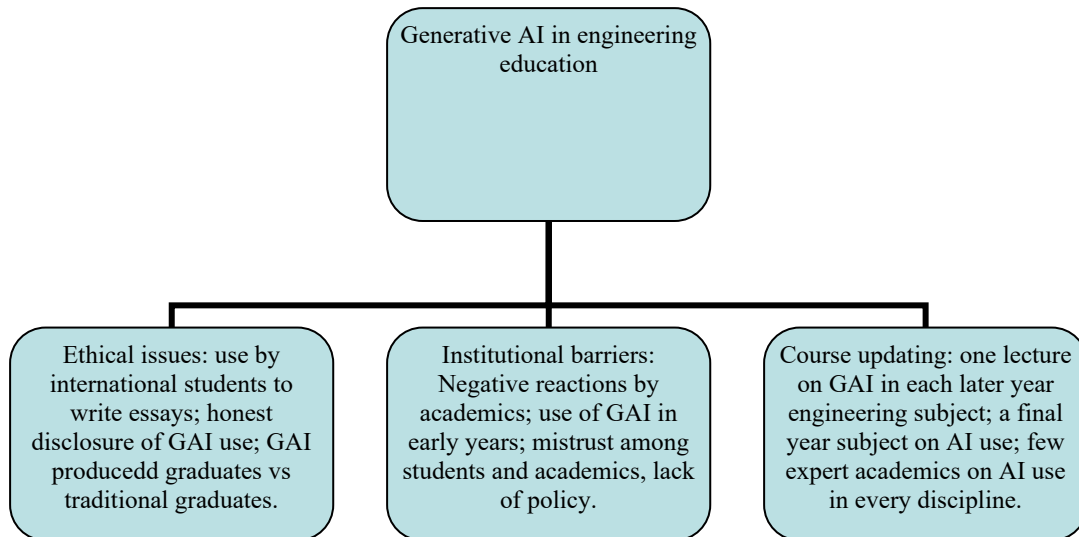 Generative AI in engineering
education
Ethical issues: use by
international students to
write essays; honest
disclosure of GAI use; GAI
producedd graduates vs
traditional graduates.
Institutional barriers:
Negative reactions by
academics; use of GAI in
early years; mistrust among
students and academics, lack
of policy.
Course updating: one lecture
on GAI in each later year
engineering subject; a final
year subject on AI use; few
expert academics on AI use
in every discipline.